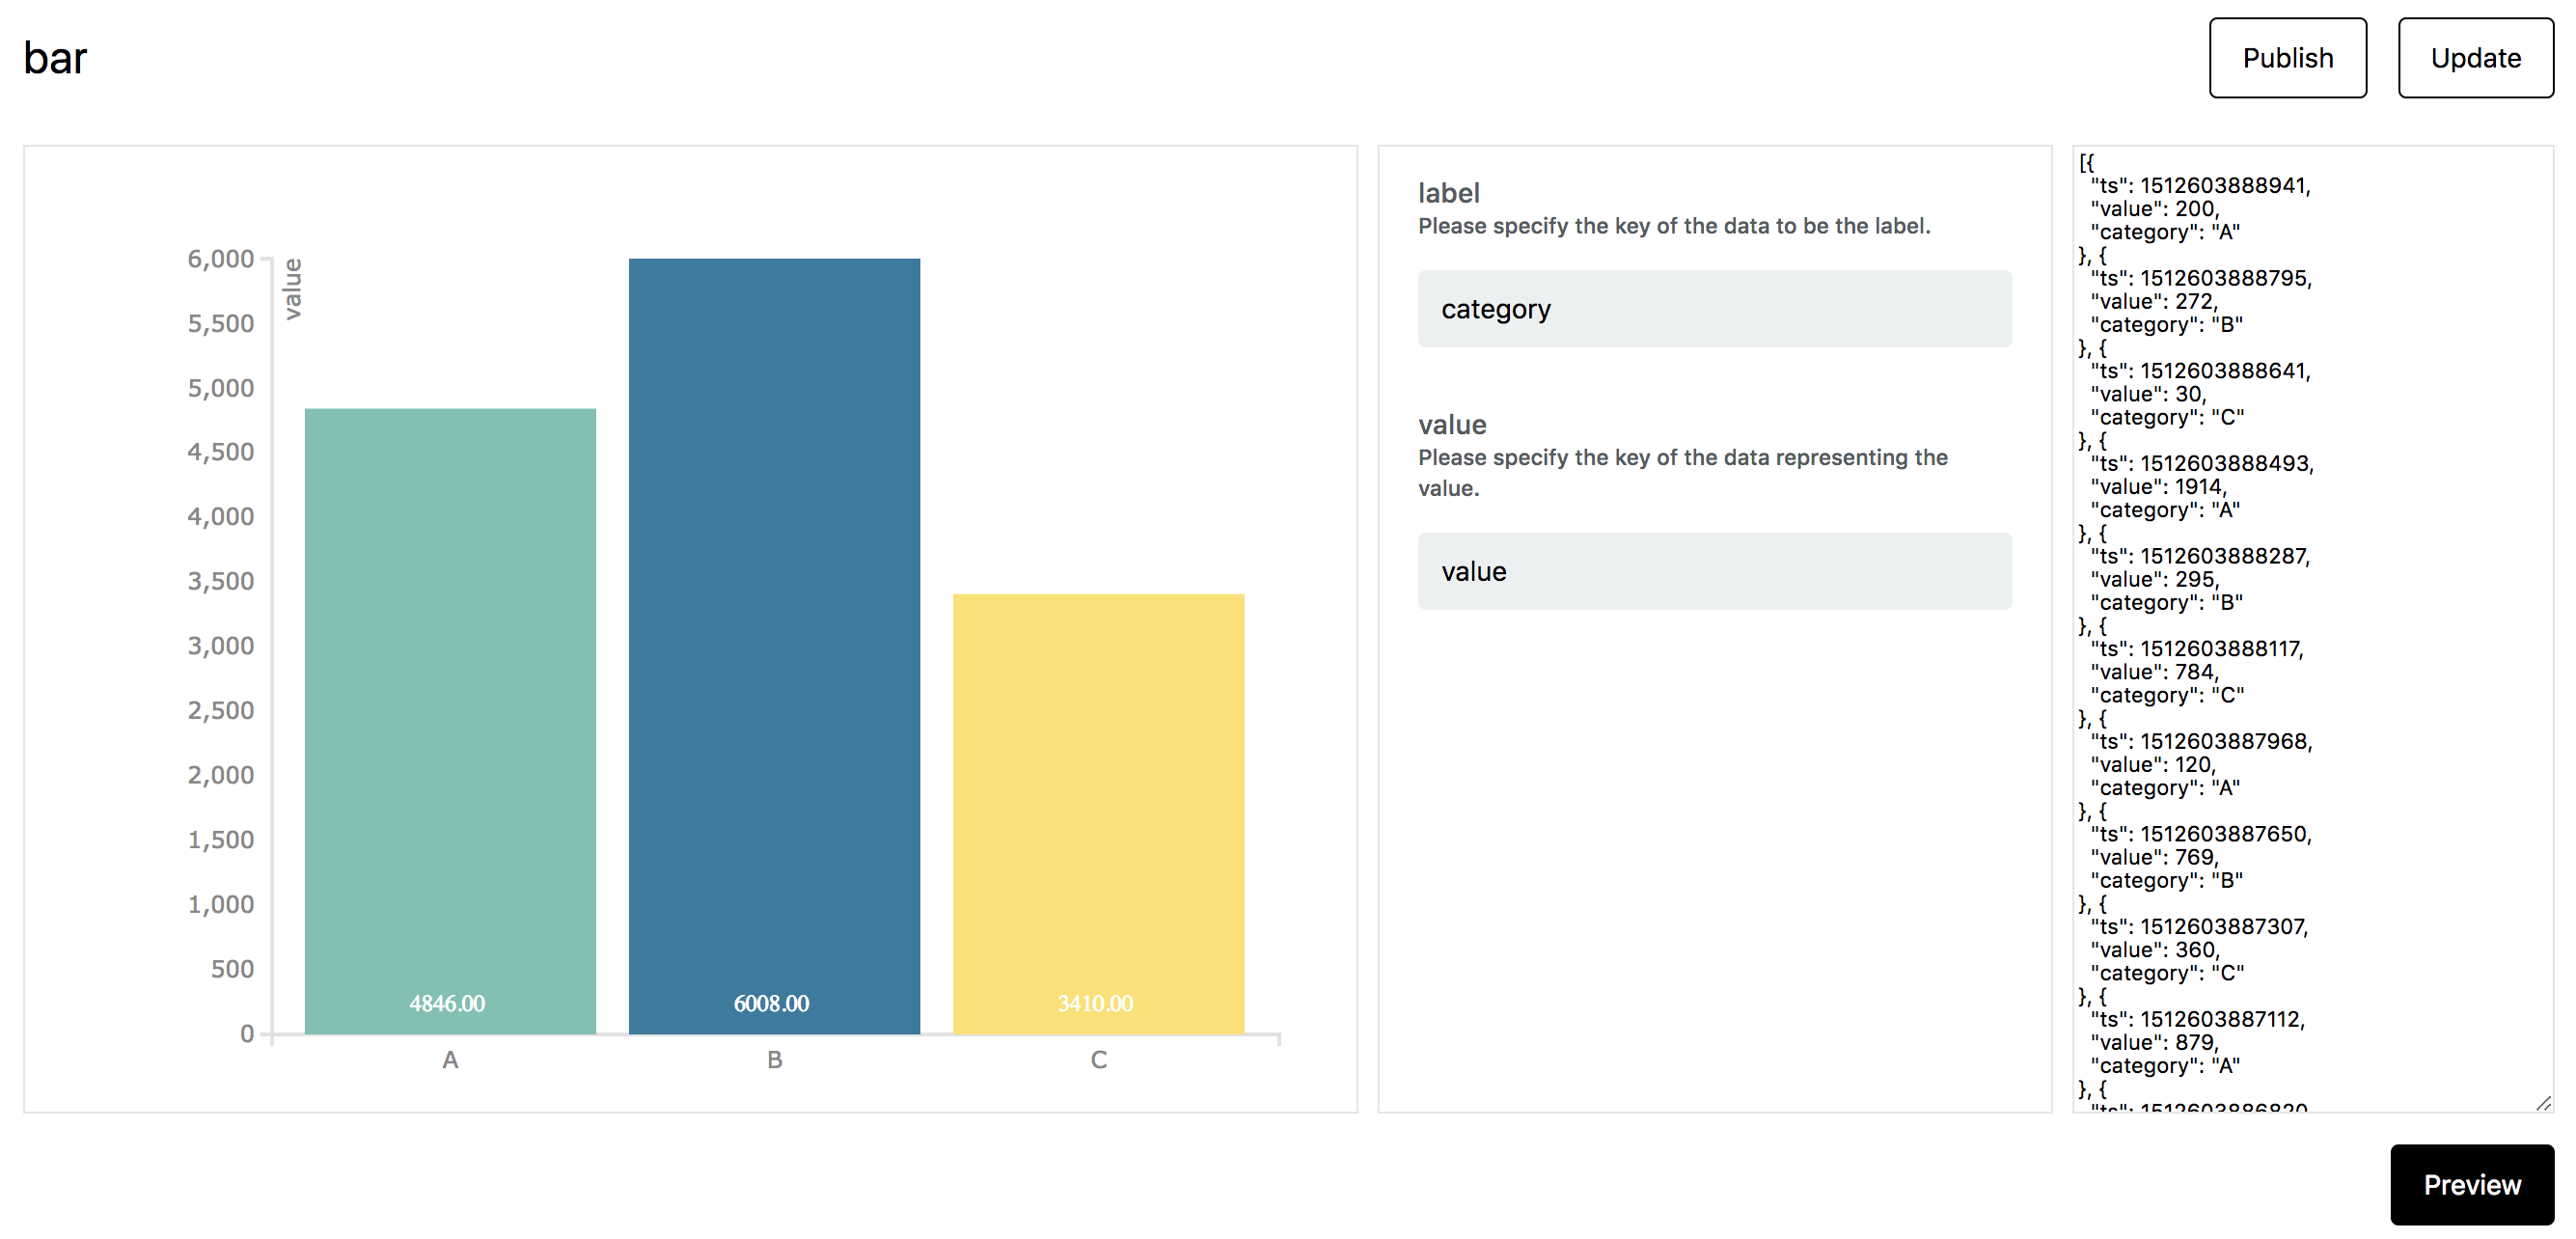 bar
Publish
Update
6,000
5,500
5,000
4,500
4,000
3,500
3,000
2,500
2,000
1,500
1,000
500
0
value
4846.00
6008.00
3410.00
A
B
C
label
Please specify the key of the data to be the label.
category
value
Please specify the key of the data representing the
value.
value
[{
"ts": 1512603888941,
"value": 200,
"category": "A"
}, {
"ts": 1512603888795,
"value": 272,
"category": "B"
}, {
"ts": 1512603888641,
"value": 30,
"category": "C"
}, {
"ts": 1512603888493,
"value": 1914,
"category": "A"
}, {
"ts": 1512603888287,
"value": 295,
"category": "B"
}, {
"ts": 1512603888117,
"value": 784,
"category": "C"
}, {
"ts": 1512603887968,
"value": 120,
"category": "A"
}, {
"ts": 1512603887650,
"value": 769,
"category": "B"
}, {
"ts": 1512603887307,
"value": 360,
"category": "C"
}, {
"ts": 1512603887112,
"value": 879,
"category": "A"
}, {
"ts": 1512603886820
Preview